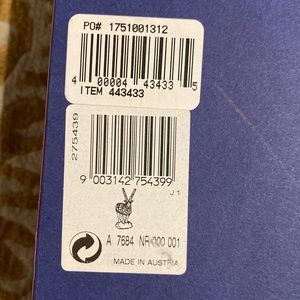 PO# 1751001312
4 00004 43433 5
ITEM 443433
275439
9 003142 754399
J 1
A 7684 NR 000 001
MADE IN AUSTRIA